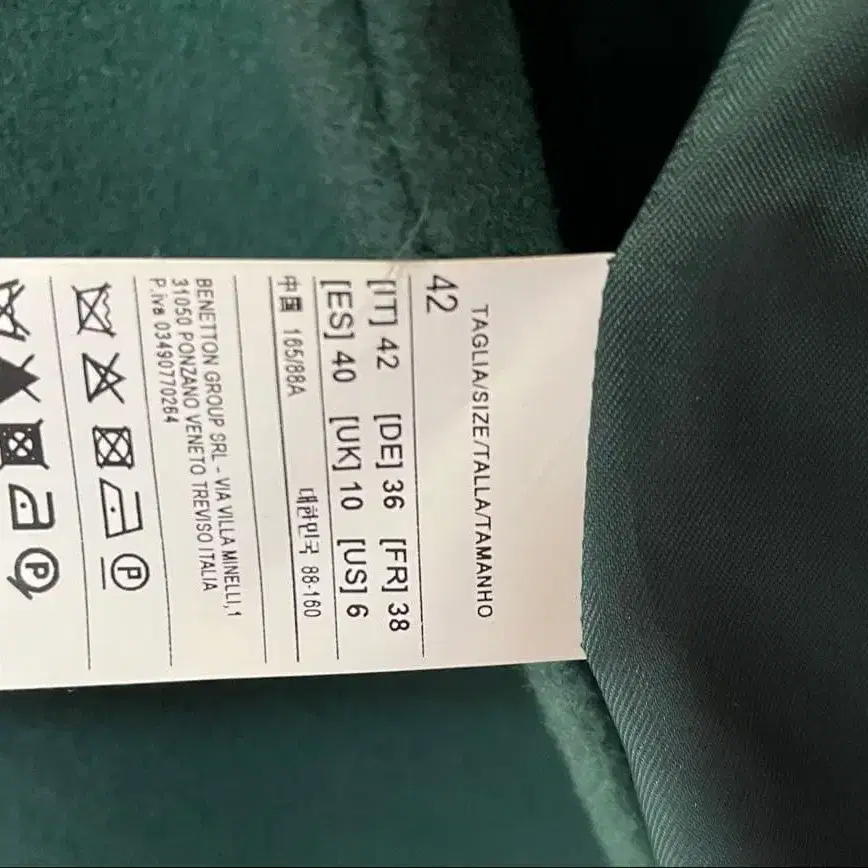 TAGLIA/SIZE/TALLA/TAMANHO
42
[IT] 42 [DE] 36 [FR] 38
[ES] 40 [UK] 10 [US] 6
中国 165/88A 대한민국 88-160
BENETTON GROUP SRL - VIA VILLA MINELLI,1
31050 PONZANO VENETO TREVISO ITALIA
P.iva 03490770264
P
P